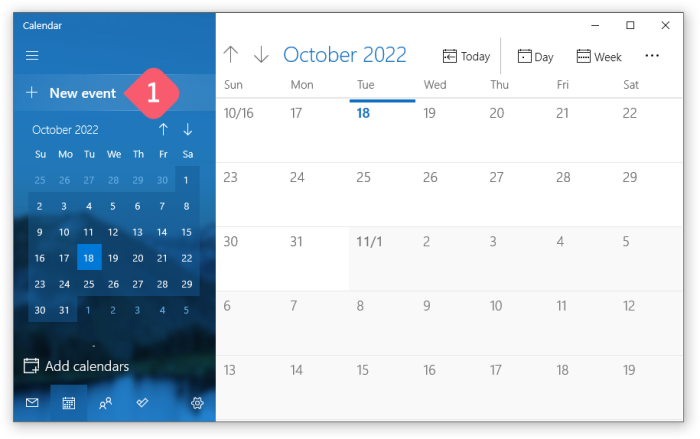 Calendar
New event
1
October 2022
Su Mo Tu We Th Fr Sa
25 26 27 28 29 30 1
2 3 4 5 6 7 8
9 10 11 12 13 14 15
16 17 18 19 20 21 22
23 24 25 26 27 28 29
30 31 1 2 3 4 5
Add calendars
October 2022 Today Day Week
Sun Mon Tue Wed Thu Fri Sat
10/16 17 18 19 20 21 22
23 24 25 26 27 28 29
30 31 11/1 2 3 4 5
6 7 8 9 10 11 12
13 14 15 16 17 18 19